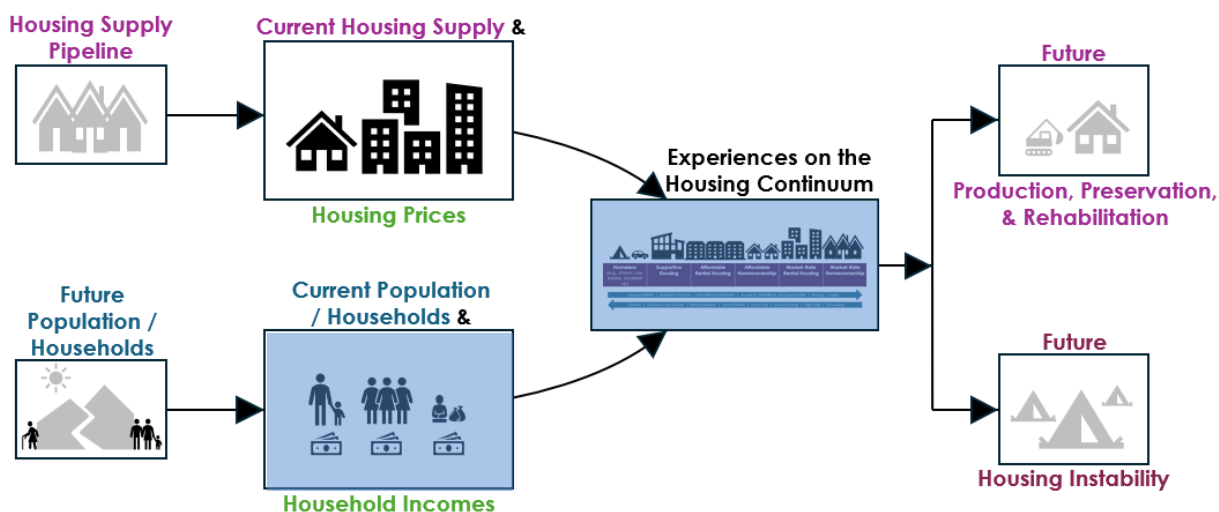 Housing Supply
Pipeline
Current Housing Supply &
Housing Prices
Future
Population /
Households
Current Population
/ Households &
Household Incomes
Experiences on the
Housing Continuum
Homeless
Supportive
Housing
Affordable
Rental Housing
Affordable
Homeownership
Market Rate
Rental Housing
Market Rate
Homeownership
Future
Production, Preservation,
& Rehabilitation
Future
Housing Instability